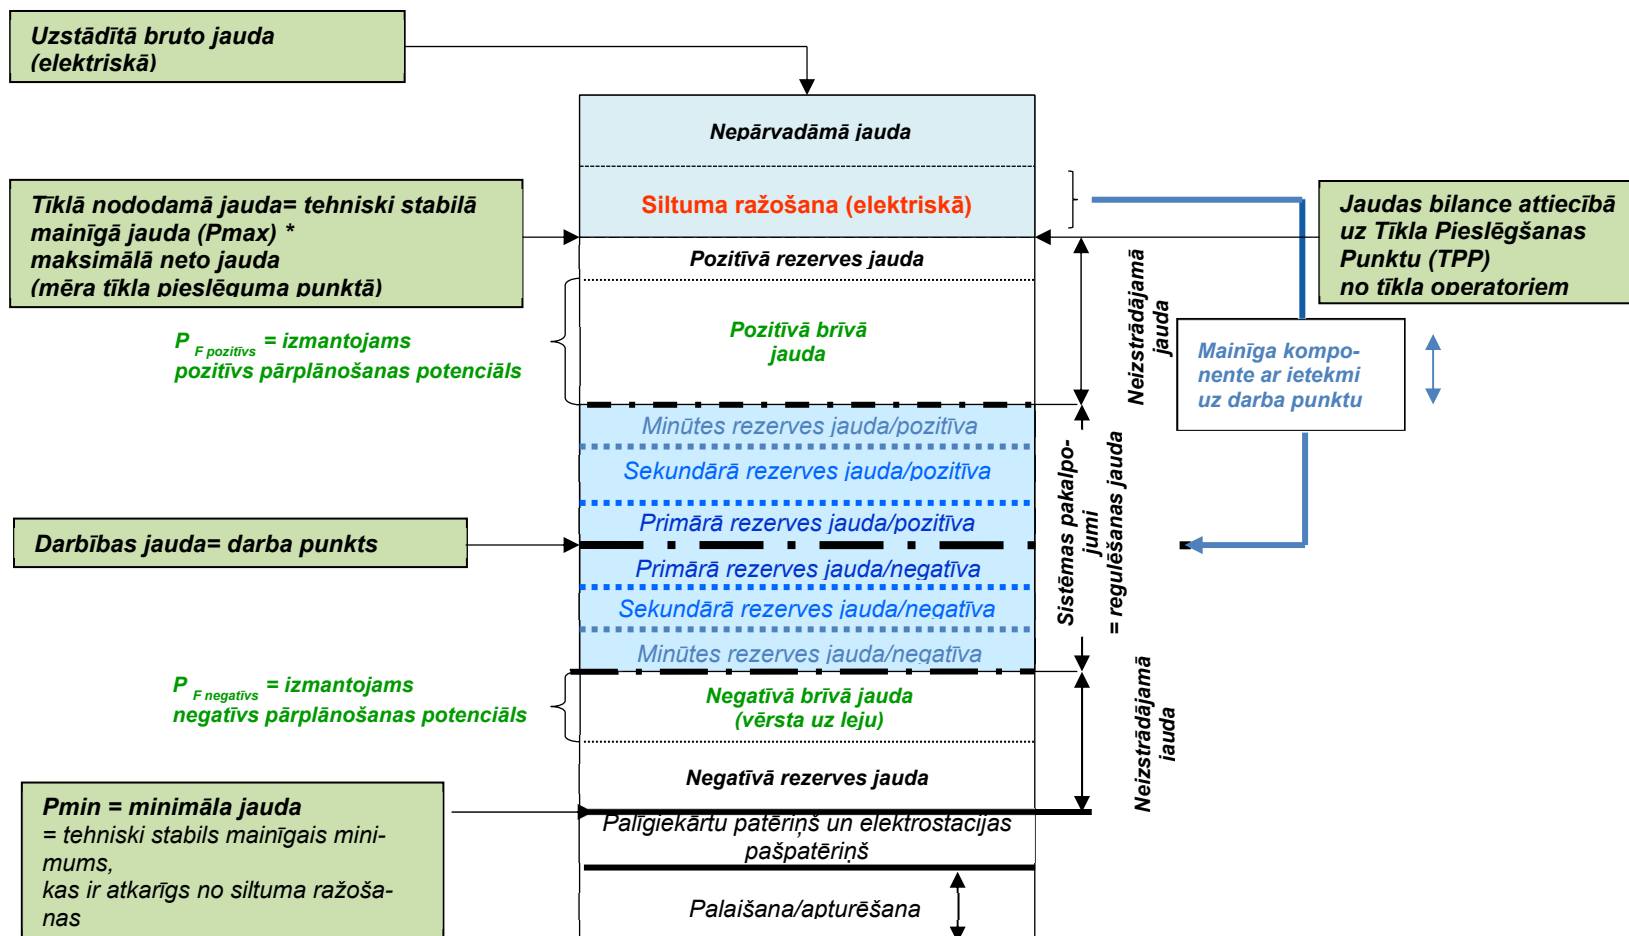 Uzstādītā bruto jauda
(elektriskā)
Nepārvadāmā jauda
Siltuma ražošana (elektriskā)
Tīklā nododamā jauda= tehniski stabilā
mainīgā jauda (Pmax) *
maksimālā neto jauda
(mēra tīkla pieslēguma punktā)
Jaudas bilance attiecībā
uz Tīkla Pieslēgšanas
Punktu (TPP)
no tīkla operatoriem
Pozitīvā rezerves jauda
P F pozitīvs = izmantojams
pozitīvs pārplānošanas potenciāls
Pozitīvā brīvā
jauda
Neizstrādājamā
jauda
Mainīga kompo-
nente ar ietekmi
uz darba punktu
Minūtes rezerves jauda/pozitīva
Sekundārā rezerves jauda/pozitīva
Primārā rezerves jauda/pozitīva
Darbības jauda= darba punkts
Primārā rezerves jauda/negatīva
Sekundārā rezerves jauda/negatīva
Minūtes rezerves jauda/negatīva
Sistēmas pakalpo-
jumi
= regulēšanas jauda
P F negatīvs = izmantojams
negatīvs pārplānošanas potenciāls
Negatīvā brīvā jauda
(vērsta uz leju)
Neizstrādājamā
jauda
Negatīvā rezerves jauda
Pmin = minimāla jauda
= tehniski stabils mainīgais mini-
mums,
kas ir atkarīgs no siltuma ražoša-
nas
Palīgiekārtu patēriņš un elektrostacijas
pašpatēriņš
Palaišana/apturēšana